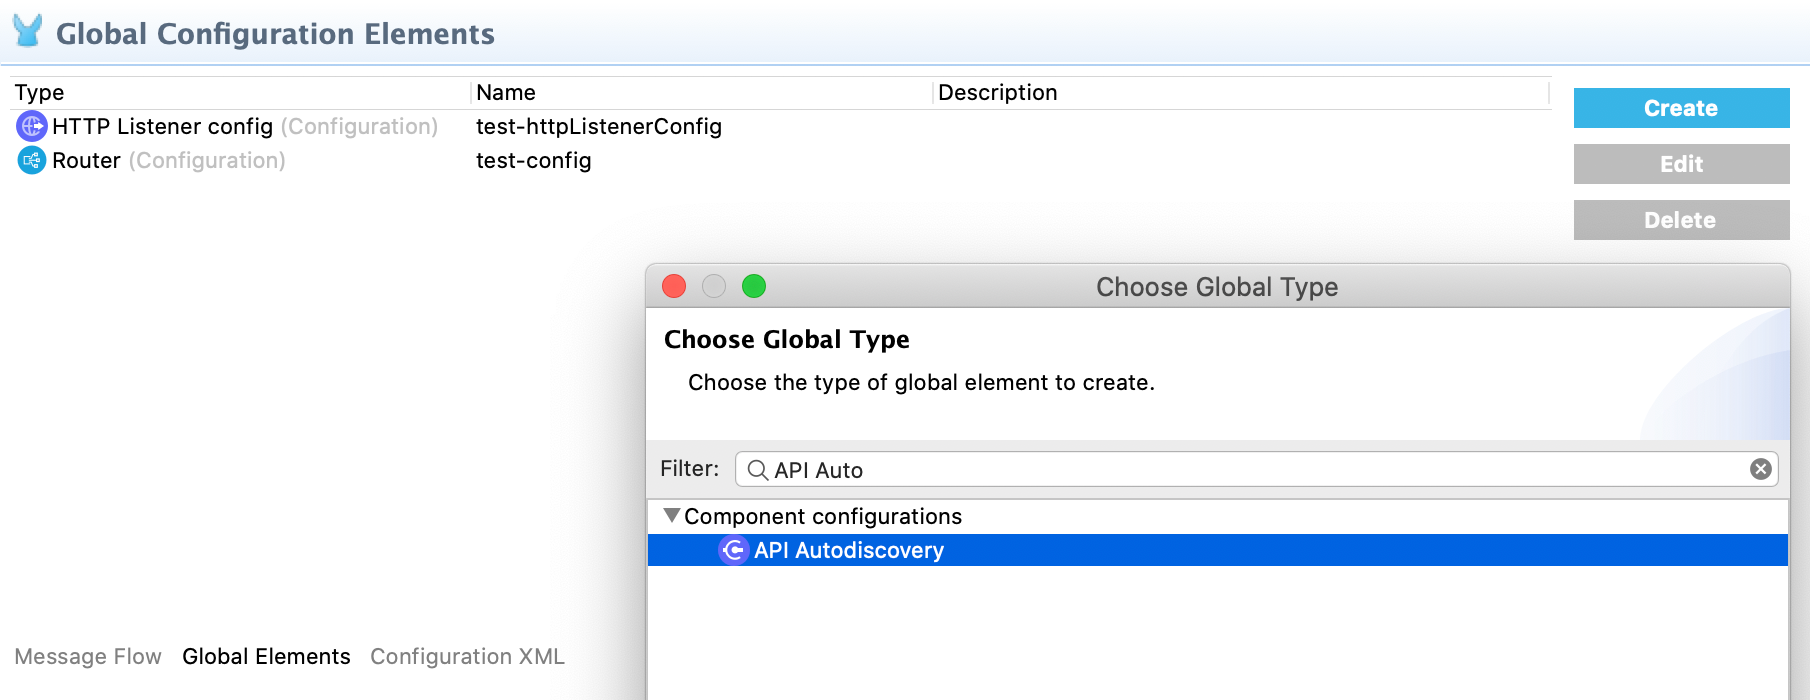 Global Configuration Elements
Type Name Description
HTTP Listener config (Configuration) test-httpListenerConfig
Router (Configuration) test-config
Create
Edit
Delete
Choose Global Type
Choose Global Type
Choose the type of global element to create.
Filter: API Auto
Component configurations
API Autodiscovery
Message Flow Global Elements Configuration XML